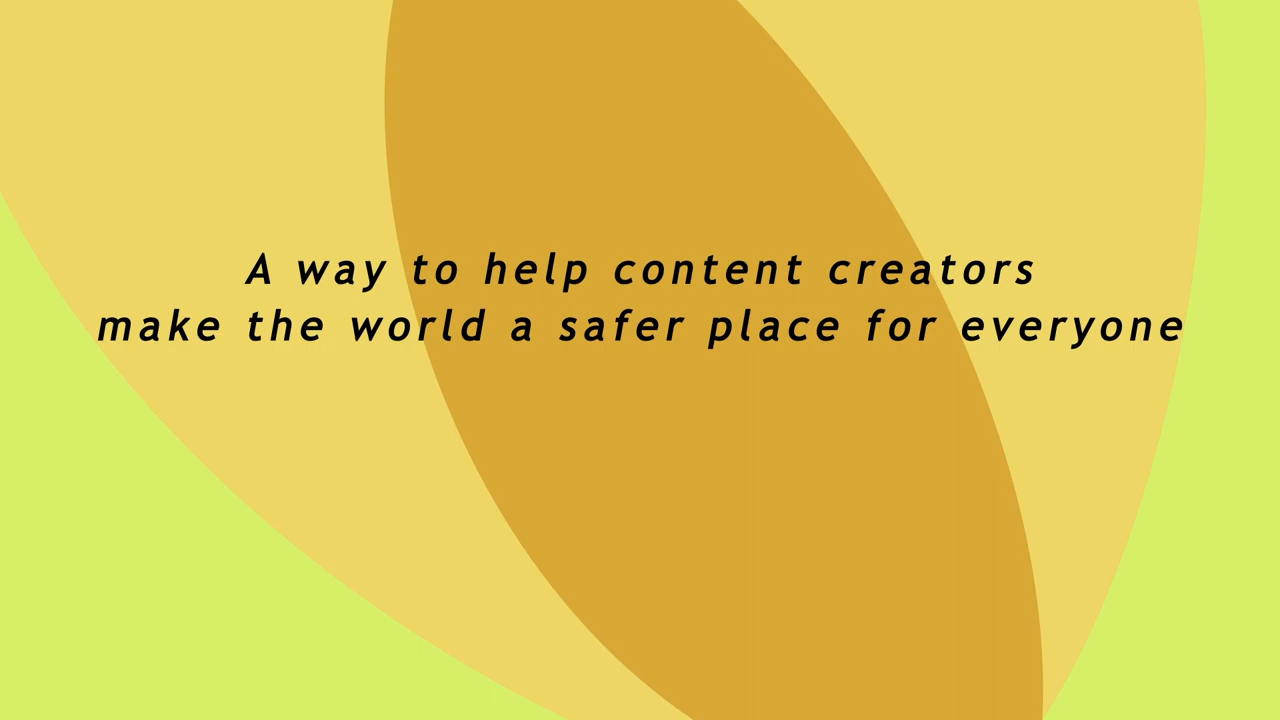 A way to help content creators
make the world a safer place for everyone